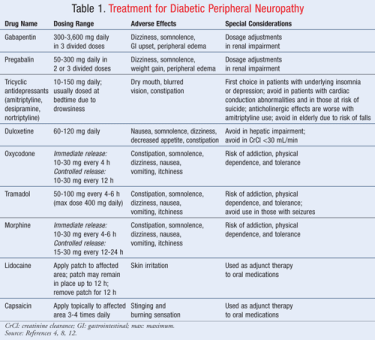 Table 1. Treatment for Diabetic Peripheral Neuropathy
Drug Name Dosing Range Adverse Effects Special Considerations
Gabapentin 300-3,600 mg daily Dizziness, somnolence, Dosage adjustments
in 3 divided doses GI upset, peripheral edema in renal impairment
Pregabalin 50-300 mg daily in Dizziness, somnolence, Dosage adjustments
2 or 3 divided doses weight gain, peripheral edema in renal impairment
Tricyclic 10-150 mg daily; Dry mouth, blurred First choice in patients with underlying insomnia
antidepressants usually dosed at vision, constipation or depression; avoid in patients with cardiac
(amitriptyline, bedtime due to conduction abnormalities and in those at risk of
desipramine, drowsiness suicide; anticholinergic effects are worse with
nortriptyline) amitriptyline use; avoid in elderly due to risk of falls
Duloxetine 60-120 mg daily Nausea, somnolence, dizziness, Avoid in hepatic impairment;
decreased appetite, constipation avoid in CrCl <30 mL/min
Oxycodone Immediate release: Constipation, somnolence, Risk of addiction, physical
10-30 mg every 4 h dizziness, nausea, dependence, and tolerance
Controlled release: vomiting, itchiness
10-30 mg every 12 h
Tramadol 50-100 mg every 4-6 h Constipation, somnolence, Risk of addiction, physical
(max dose 400 mg daily) dizziness, nausea, dependence, and tolerance;
vomiting, itchiness avoid use in those with seizures
Morphine Immediate release: Constipation, somnolence, Risk of addiction, physical
10-30 mg every 4-6 h dizziness, nausea, dependence, and tolerance
Controlled release: vomiting, itchiness
15-30 mg every 12-24 h
Lidocaine Apply patch to affected Skin irritation Used as adjunct therapy
area; patch may remain to oral medications
in place up to 12 h;
remove patch for 12 h
Capsaicin Apply topically to affected Stinging and Used as adjunct therapy
area 3-4 times daily burning sensation to oral medications
CrCl: creatinine clearance; GI: gastrointestinal; max: maximum.
Source: References 4, 8, 12.